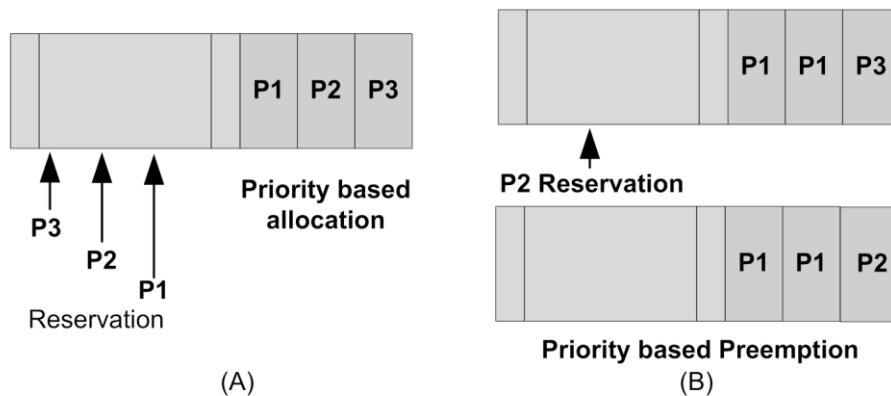 P1 P2 P3
Priority based
allocation
P3
P2
P1
Reservation
(A)
P1 P1 P3
P2 Reservation
P1 P1 P2
Priority based Preemption
(B)